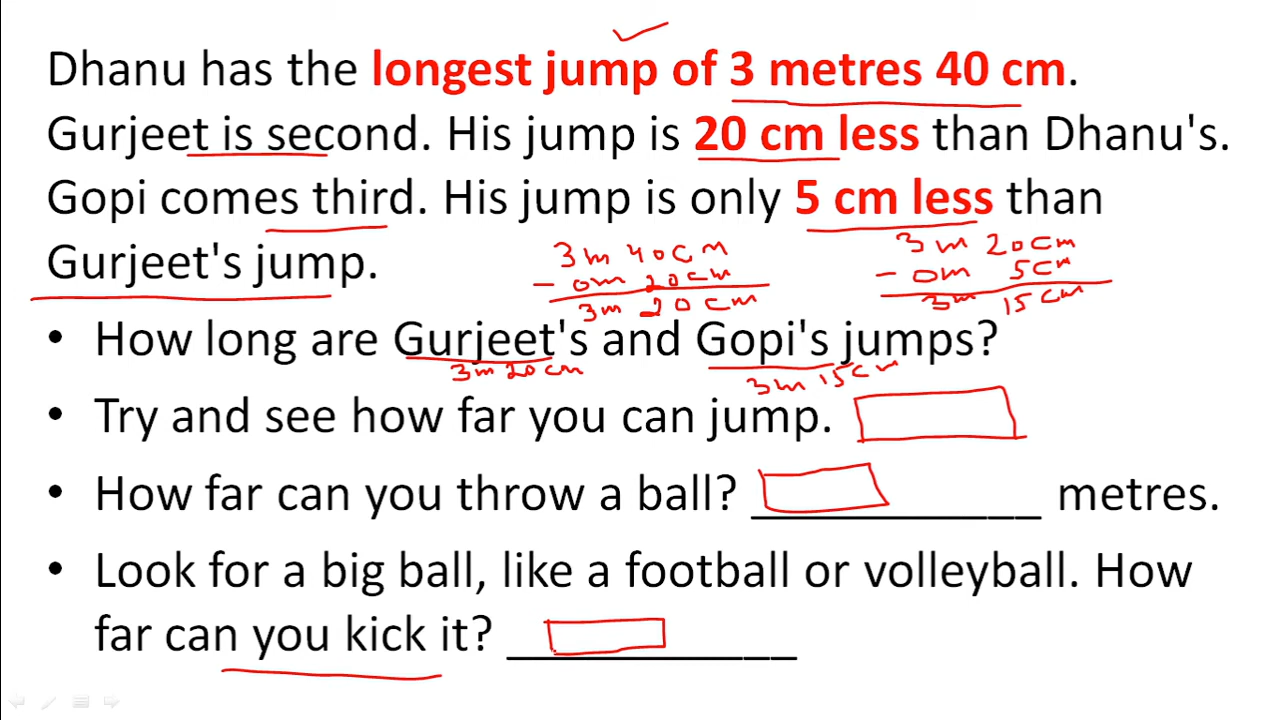 Dhanu has the longest jump of 3 metres 40 cm.
Gurjeet is second. His jump is 20 cm less than Dhanu's.
Gopi comes third. His jump is only 5 cm less than
Gurjeet's jump.
3m 40cm
- 0m 20cm
3m 20cm
3m 20cm
- 0m 5cm
3m 15cm
• How long are Gurjeet's and Gopi's jumps?
3m 20cm
3m 15cm
• Try and see how far you can jump.
• How far can you throw a ball? ____________ metres.
• Look for a big ball, like a football or volleyball. How
far can you kick it? ____________